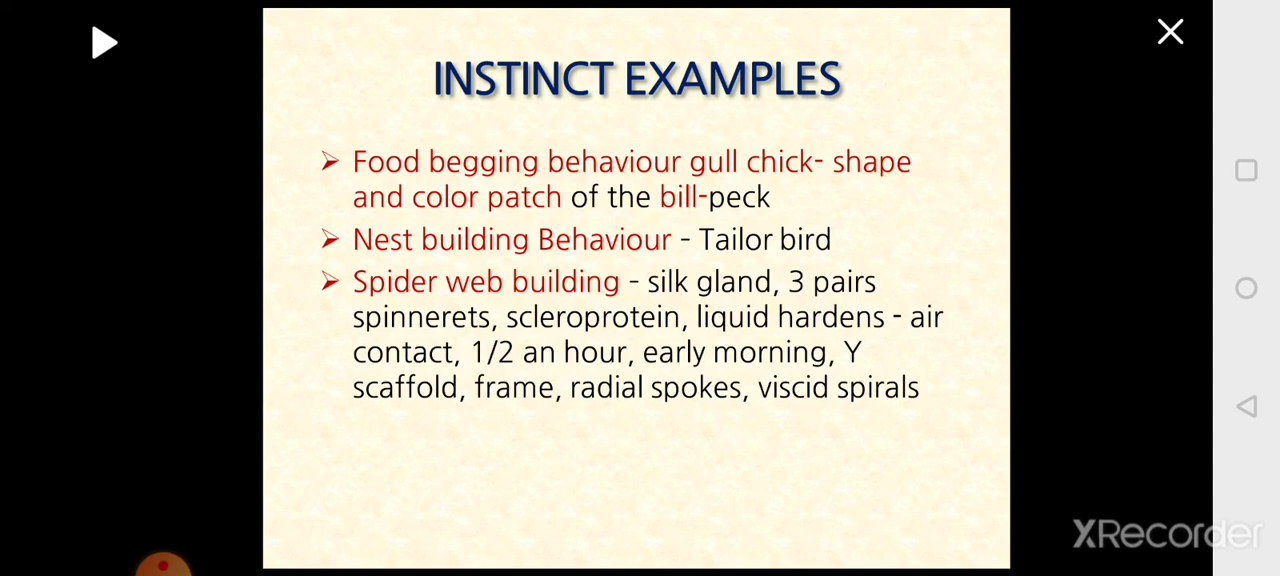 INSTINCT EXAMPLES
➢ Food begging behaviour gull chick- shape
and color patch of the bill-peck
➢ Nest building Behaviour - Tailor bird
➢ Spider web building - silk gland, 3 pairs
spinnerets, scleroprotein, liquid hardens - air
contact, 1/2 an hour, early morning, Y
scaffold, frame, radial spokes, viscid spirals
XRecorder